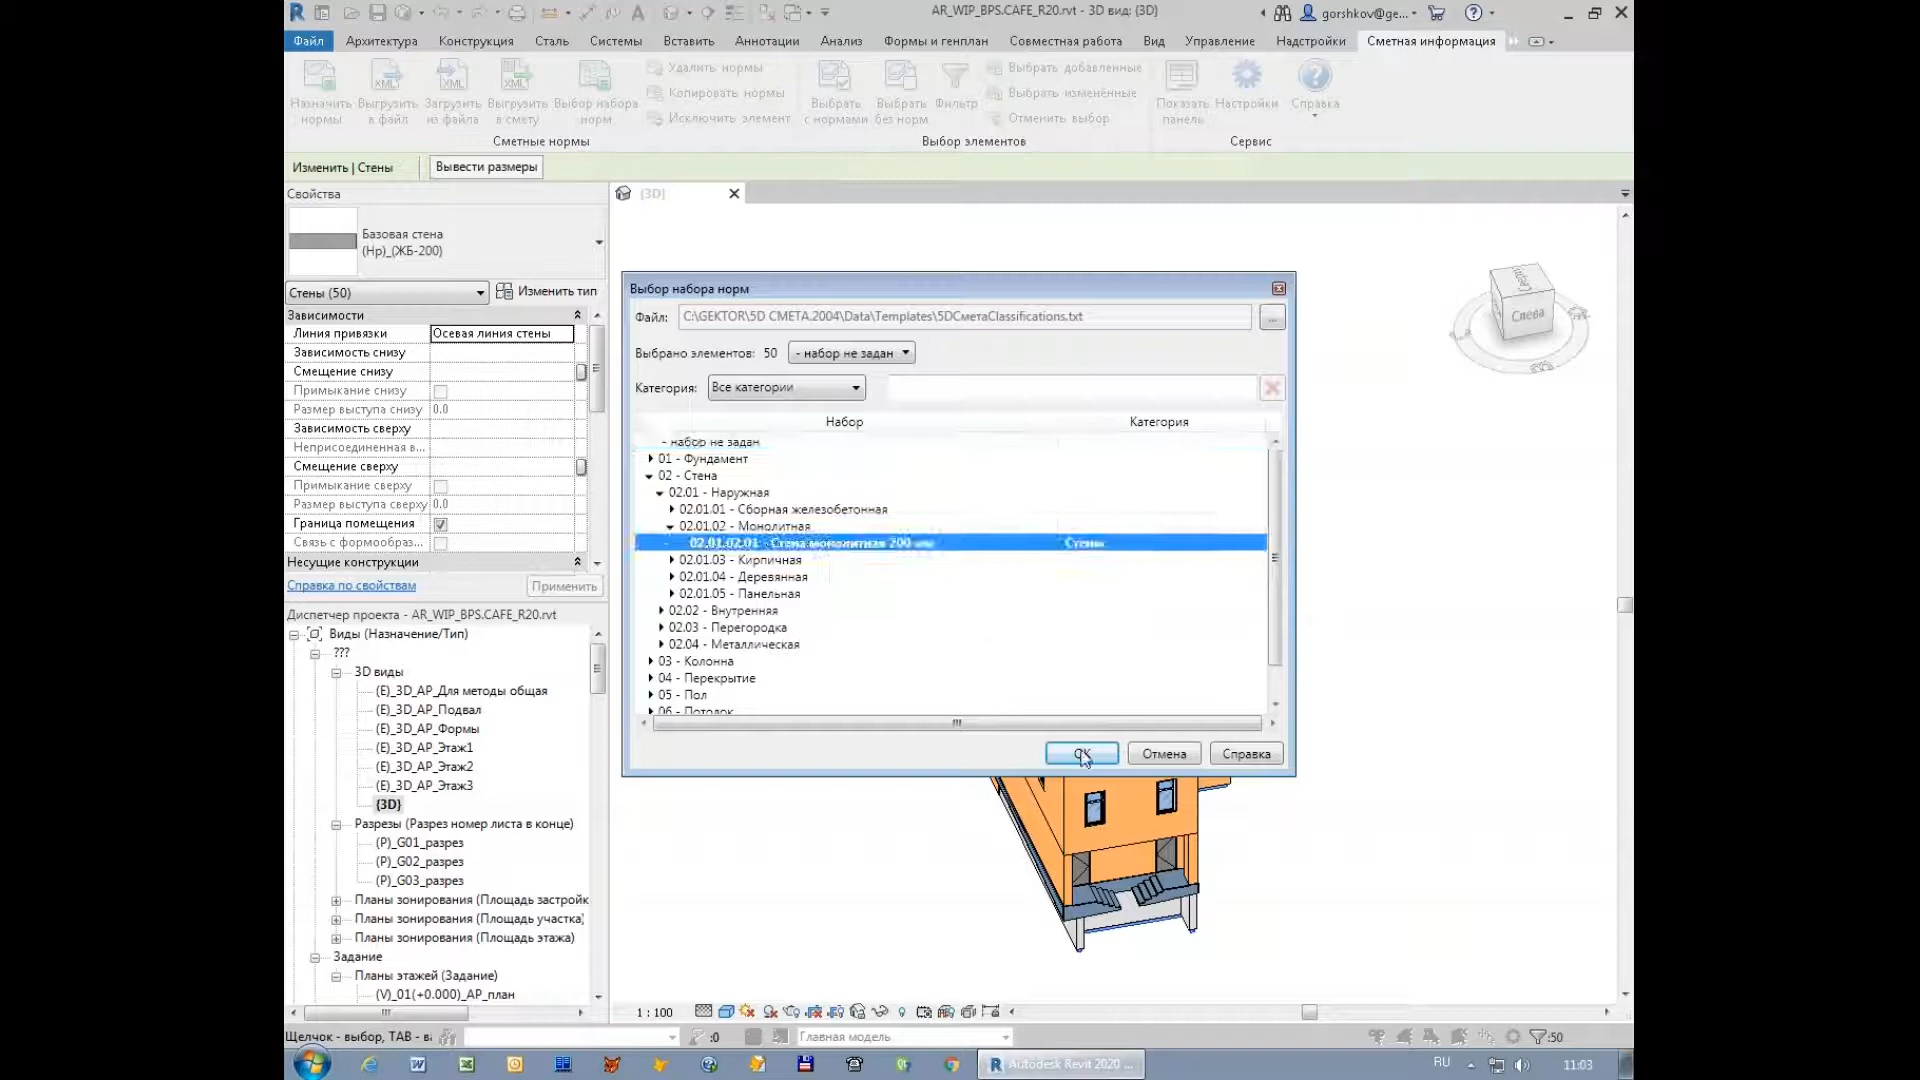 AR_WIP_BPS.CAFE_R20.rvt - 3D вид: {3D}
gorshkov@ge...
Файл Архитектура Конструкция Сталь Системы Вставить Аннотации Анализ Формы и генплан Совместная работа Вид Управление Надстройки Сметная информация
Назначить нормы
Выгрузить в файл
Загрузить из файла
Выгрузить в смету
Выбор набора норм
Удалить нормы
Копировать нормы
Исключить элемент
Выбрать с нормами
Выбрать без норм
Фильтр
Выбрать добавленные
Выбрать изменённые
Отменить выбор
Показать панель
Настройки
Справка
Сметные нормы
Выбор элементов
Сервис
Изменить | Стены
Вывести размеры
Свойства
{3D}
Базовая стена
(Нр)_(ЖБ-200)
Стены (50)
Изменить тип
Зависимости
Линия привязки Осевая линия стены
Зависимость снизу
Смещение снизу
Примыкание снизу
Размер выступа снизу 0.0
Зависимость сверху
Неприсоединенная в...
Смещение сверху
Примыкание сверху
Размер выступа сверху 0.0
Граница помещения
Связь с формообраз...
Несущие конструкции
Справка по свойствам
Применить
Диспетчер проекта - AR_WIP_BPS.CAFE_R20.rvt
Виды (Назначение/Тип)
???
3D виды
(E)_3D_AP_Для методы общая
(E)_3D_AP_Подвал
(E)_3D_AP_Формы
(E)_3D_AP_Этаж1
(E)_3D_AP_Этаж2
(E)_3D_AP_Этаж3
{3D}
Разрезы (Разрез номер листа в конце)
(P)_G01_разрез
(P)_G02_разрез
(P)_G03_разрез
Планы зонирования (Площадь застройк
Планы зонирования (Площадь участка)
Планы зонирования (Площадь этажа)
Задание
Планы этажей (Задание)
(V)_01(+0.000)_AP_план
Выбор набора норм
Файл: C:\GEKTOR\5D СМЕТА.2004\Data\Templates\5DСметаClassifications.txt
...
Выбрано элементов: 50 - набор не задан
Категория: Все категории
Набор Категория
- набор не задан
01 - Фундамент
02 - Стена
02.01 - Наружная
02.01.01 - Сборная железобетонная
02.01.02 - Монолитная
02.01.02.01 - Стена монолитная 200 мм Стены
02.01.03 - Кирпичная
02.01.04 - Деревянная
02.01.05 - Панельная
02.02 - Внутренняя
02.03 - Перегородка
02.04 - Металлическая
03 - Колонна
04 - Перекрытие
05 - Пол
06 - Потолок
OK
Отмена
Справка
Слева
1 : 100
Щелчок - выбор, TAB - в
:0
Главная модель
:50
Autodesk Revit 2020 ...
RU
11:03